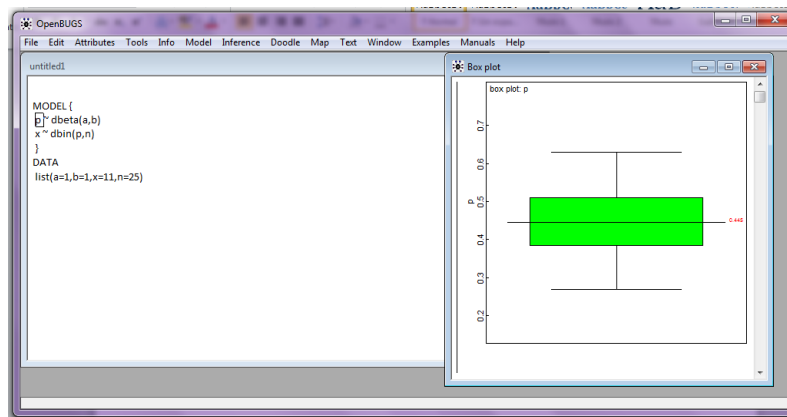 OpenBUGS
File Edit Attributes Tools Info Model Inference Doodle Map Text Window Examples Manuals Help
untitled1
MODEL {
p ~ dbeta(a,b)
x ~ dbin(p,n)
}
DATA
list(a=1,b=1,x=11,n=25)
Box plot
box plot: p
0.7
0.6
0.5
0.4
0.3
0.2
p